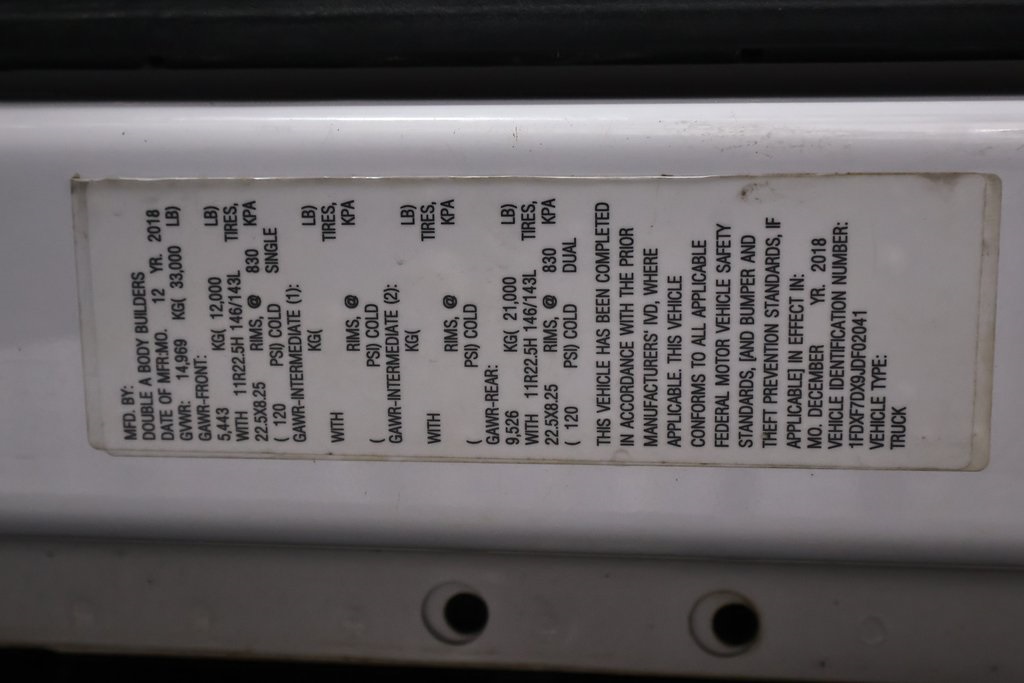 MFD. BY:
DOUBLE A BODY BUILDERS
DATE OF MFR:MO. 12 YR. 2018
GVWR: 14,969 KG( 33,000 LB)
GAWR-FRONT:
5,443 KG( 12,000 LB)
WITH 11R22.5H 146/143L TIRES,
22.5X8.25 RIMS, @ 830 KPA
( 120 PSI) COLD SINGLE
GAWR-INTERMEDIATE (1):
KG( LB)
WITH TIRES,
RIMS, @ KPA
( PSI) COLD
GAWR-INTERMEDIATE (2):
KG( LB)
WITH TIRES,
RIMS, @ KPA
( PSI) COLD
GAWR-REAR:
9,526 KG( 21,000 LB)
WITH 11R22.5H 146/143L TIRES,
22.5X8.25 RIMS, @ 830 KPA
( 120 PSI) COLD DUAL
THIS VEHICLE HAS BEEN COMPLETED
IN ACCORDANCE WITH THE PRIOR
MANUFACTURERS' IVD, WHERE
APPLICABLE. THIS VEHICLE
CONFORMS TO ALL APPLICABLE
FEDERAL MOTOR VEHICLE SAFETY
STANDARDS, [AND BUMPER AND
THEFT PREVENTION STANDARDS, IF
APPLICABLE] IN EFFECT IN:
MO. DECEMBER YR. 2018
VEHICLE IDENTIFICATION NUMBER:
1FDXF7DX9JDF02041
VEHICLE TYPE:
TRUCK